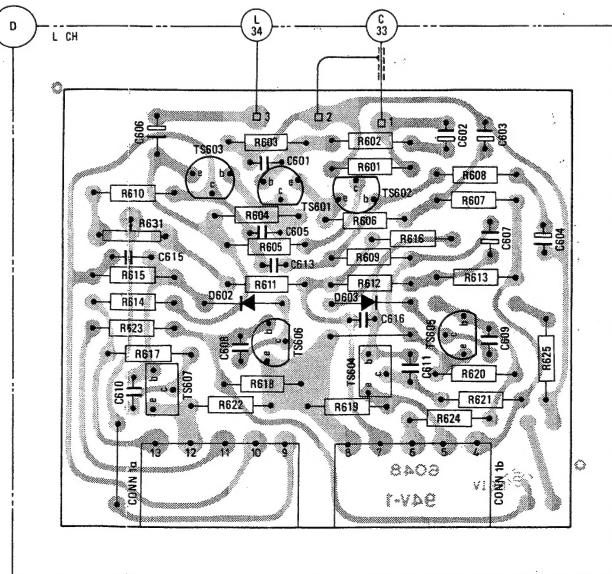 D
L CH
L
34
C
33
3
2
1
C606
TS603
R603
R602
C602
C603
C601
R601
R608
R610
TS601
TS602
R607
R604
R606
R631
C605
R605
R616
C607
C604
C615
C613
R609
R615
R611
R612
R613
D602
D603
R614
C616
R623
C608
TS606
TS605
C609
R617
TS604
C611
R625
C610
TS607
R618
R620
R622
R619
R621
R624
e
b
c
13
12
11
10
9
8
7
6
5
4
CONN 1a
CONN 1b
6048
94V-1